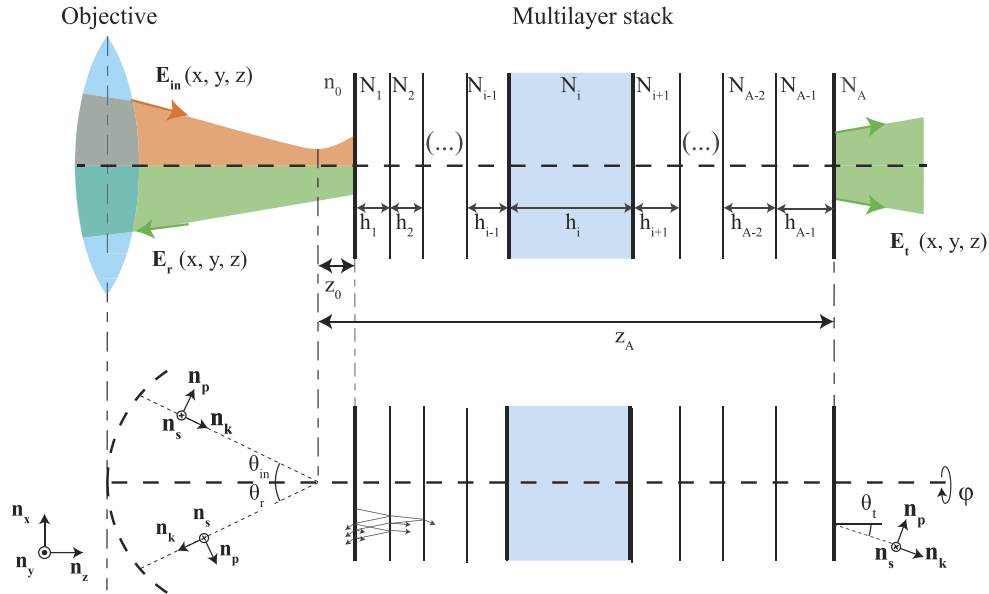 Objective
Multilayer stack
E_in (x, y, z)
n_0
N_1
N_2
N_i-1
N_i
N_i+1
N_A-2
N_A-1
N_A
(...)
(...)
h_1
h_2
h_i-1
h_i
h_i+1
h_A-2
h_A-1
E_r (x, y, z)
E_t (x, y, z)
z_0
z_A
n_p
n_s
n_k
θ_in
θ_r
n_k
n_s
n_p
n_x
n_y
n_z
φ
θ_t
n_p
n_s
n_k